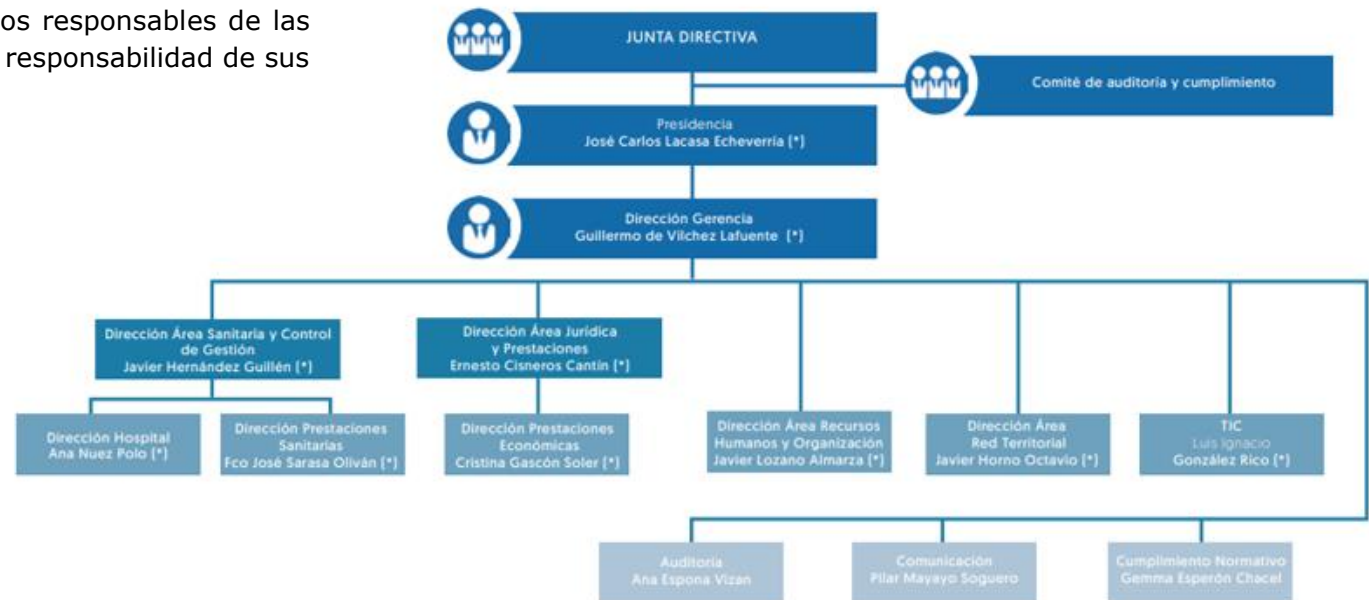 os responsables de las
responsabilidad de sus
JUNTA DIRECTIVA
Comité de auditoría y cumplimiento
Presidencia
José Carlos Lacasa Echeverría (*)
Dirección Gerencia
Guillermo de Vilchez Lafuente (*)
Dirección Área Sanitaria y Control
de Gestión
Javier Hernández Guillén (*)
Dirección Área Jurídica
y Prestaciones
Ernesto Cisneros Cantín (*)
Dirección Hospital
Ana Nuez Polo (*)
Dirección Prestaciones
Sanitarias
Fco José Sarasa Oliván (*)
Dirección Prestaciones
Económicas
Cristina Gascón Soler (*)
Dirección Área Recursos
Humanos y Organización
Javier Lozano Almarza (*)
Dirección Área
Red Territorial
Javier Horno Octavio (*)
TIC
Luis Ignacio
González Rico (*)
Auditoría
Ana Espona Vizan
Comunicación
Pilar Mayayo Soguero
Cumplimiento Normativo
Gemma Esperón Chacel